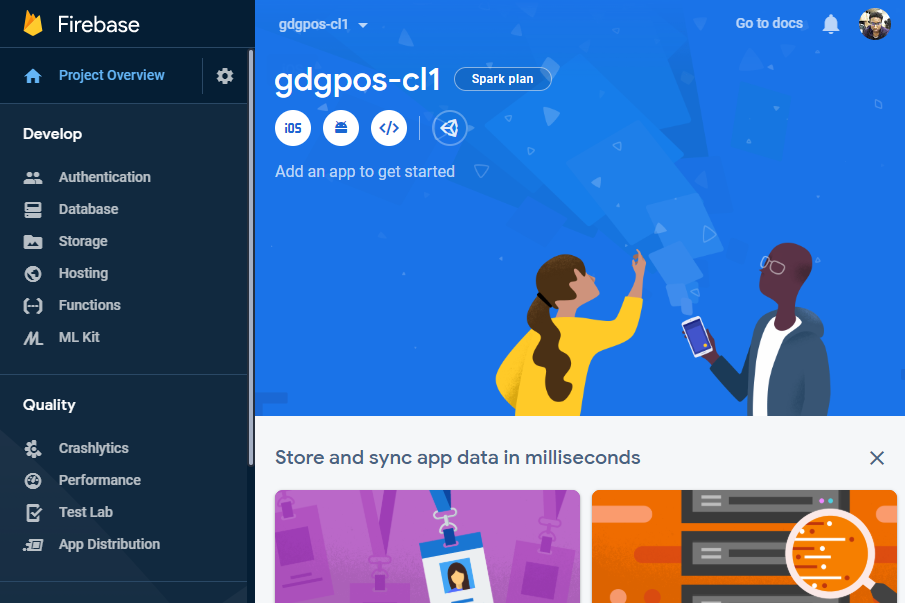 Firebase
Project Overview
Develop
Authentication
Database
Storage
Hosting
Functions
ML Kit
Quality
Crashlytics
Performance
Test Lab
App Distribution
gdgpos-cl1
Go to docs
gdgpos-cl1
Spark plan
iOS
</>
Add an app to get started
Store and sync app data in milliseconds